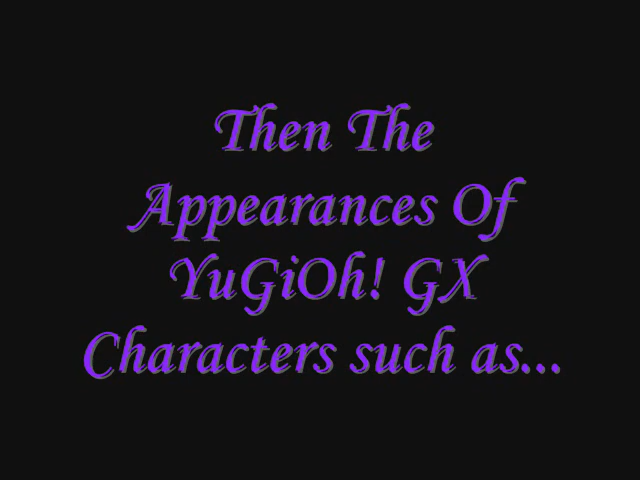 Then The
Appearances Of
YuGiOh! GX
Characters such as...